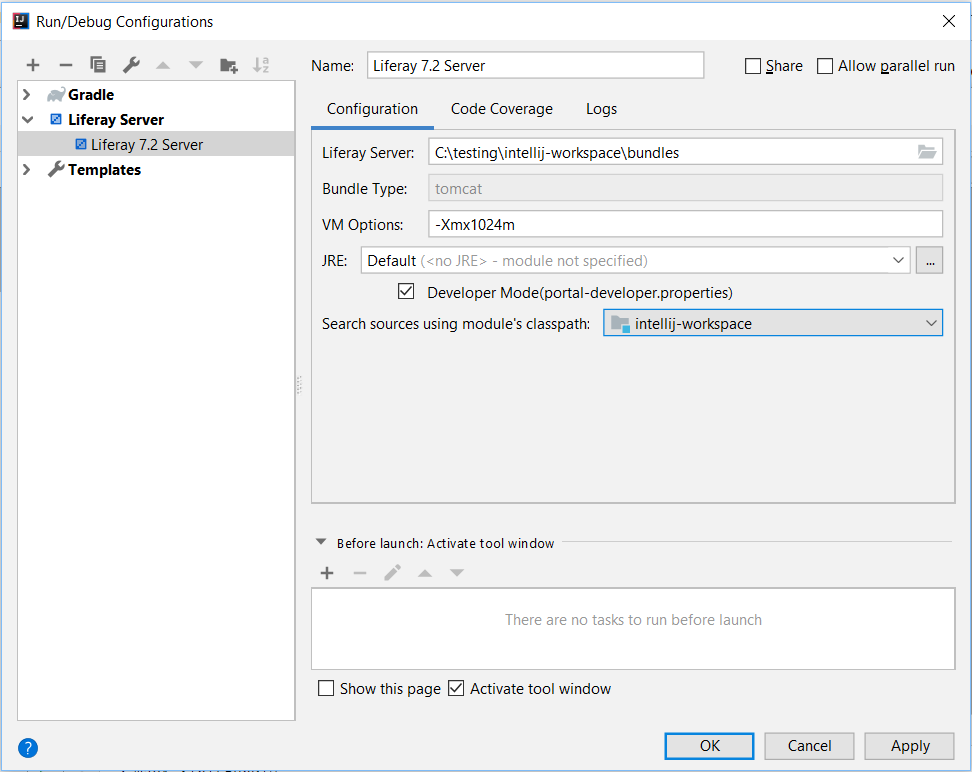 Run/Debug Configurations
Name: Liferay 7.2 Server
Share
Allow parallel run
Gradle
Liferay Server
Liferay 7.2 Server
Templates
Configuration Code Coverage Logs
Liferay Server: C:\testing\intellij-workspace\bundles
Bundle Type: tomcat
VM Options: -Xmx1024m
JRE: Default (<no JRE> - module not specified) ...
Developer Mode(portal-developer.properties)
Search sources using module's classpath: intellij-workspace
Before launch: Activate tool window
There are no tasks to run before launch
Show this page Activate tool window
? OK Cancel Apply